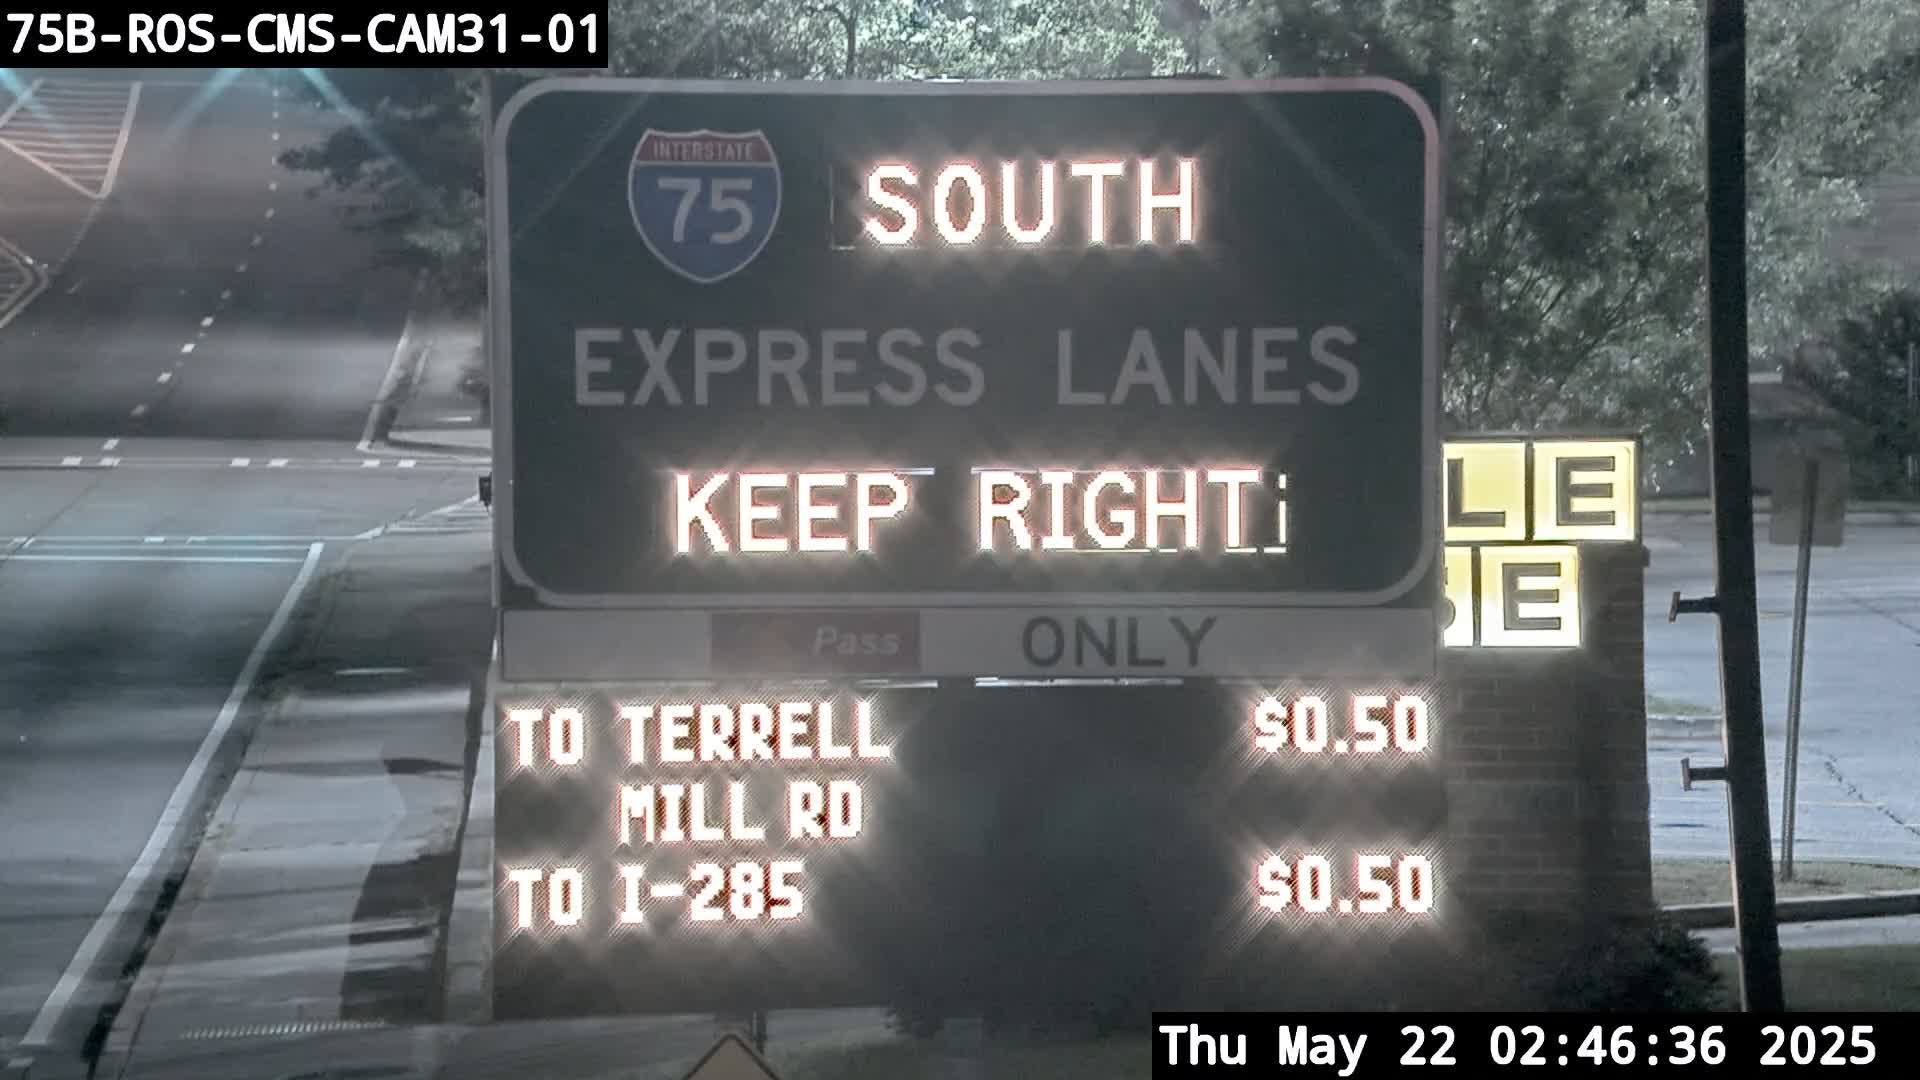 75B-ROS-CMS-CAM31-01
INTERSTATE
75
SOUTH
EXPRESS LANES
KEEP RIGHT
Pass ONLY
TO TERRELL $0.50
MILL RD
TO I-285 $0.50
LE
E
Thu May 22 02:46:36 2025